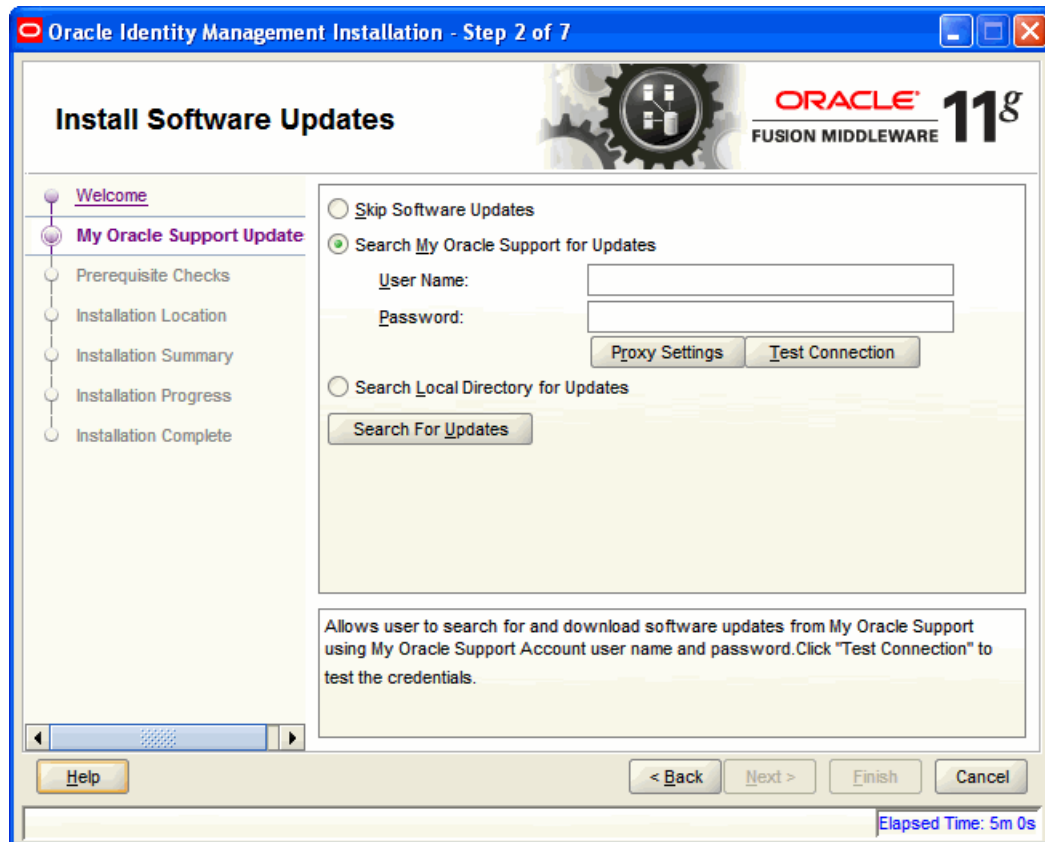 Oracle Identity Management Installation - Step 2 of 7
Install Software Updates
ORACLE
FUSION MIDDLEWARE
11g
Welcome
My Oracle Support Update
Prerequisite Checks
Installation Location
Installation Summary
Installation Progress
Installation Complete
Skip Software Updates
Search My Oracle Support for Updates
User Name:
Password:
Proxy Settings
Test Connection
Search Local Directory for Updates
Search For Updates
Allows user to search for and download software updates from My Oracle Support
using My Oracle Support Account user name and password.Click "Test Connection" to
test the credentials.
Help
< Back
Next >
Finish
Cancel
Elapsed Time: 5m 0s